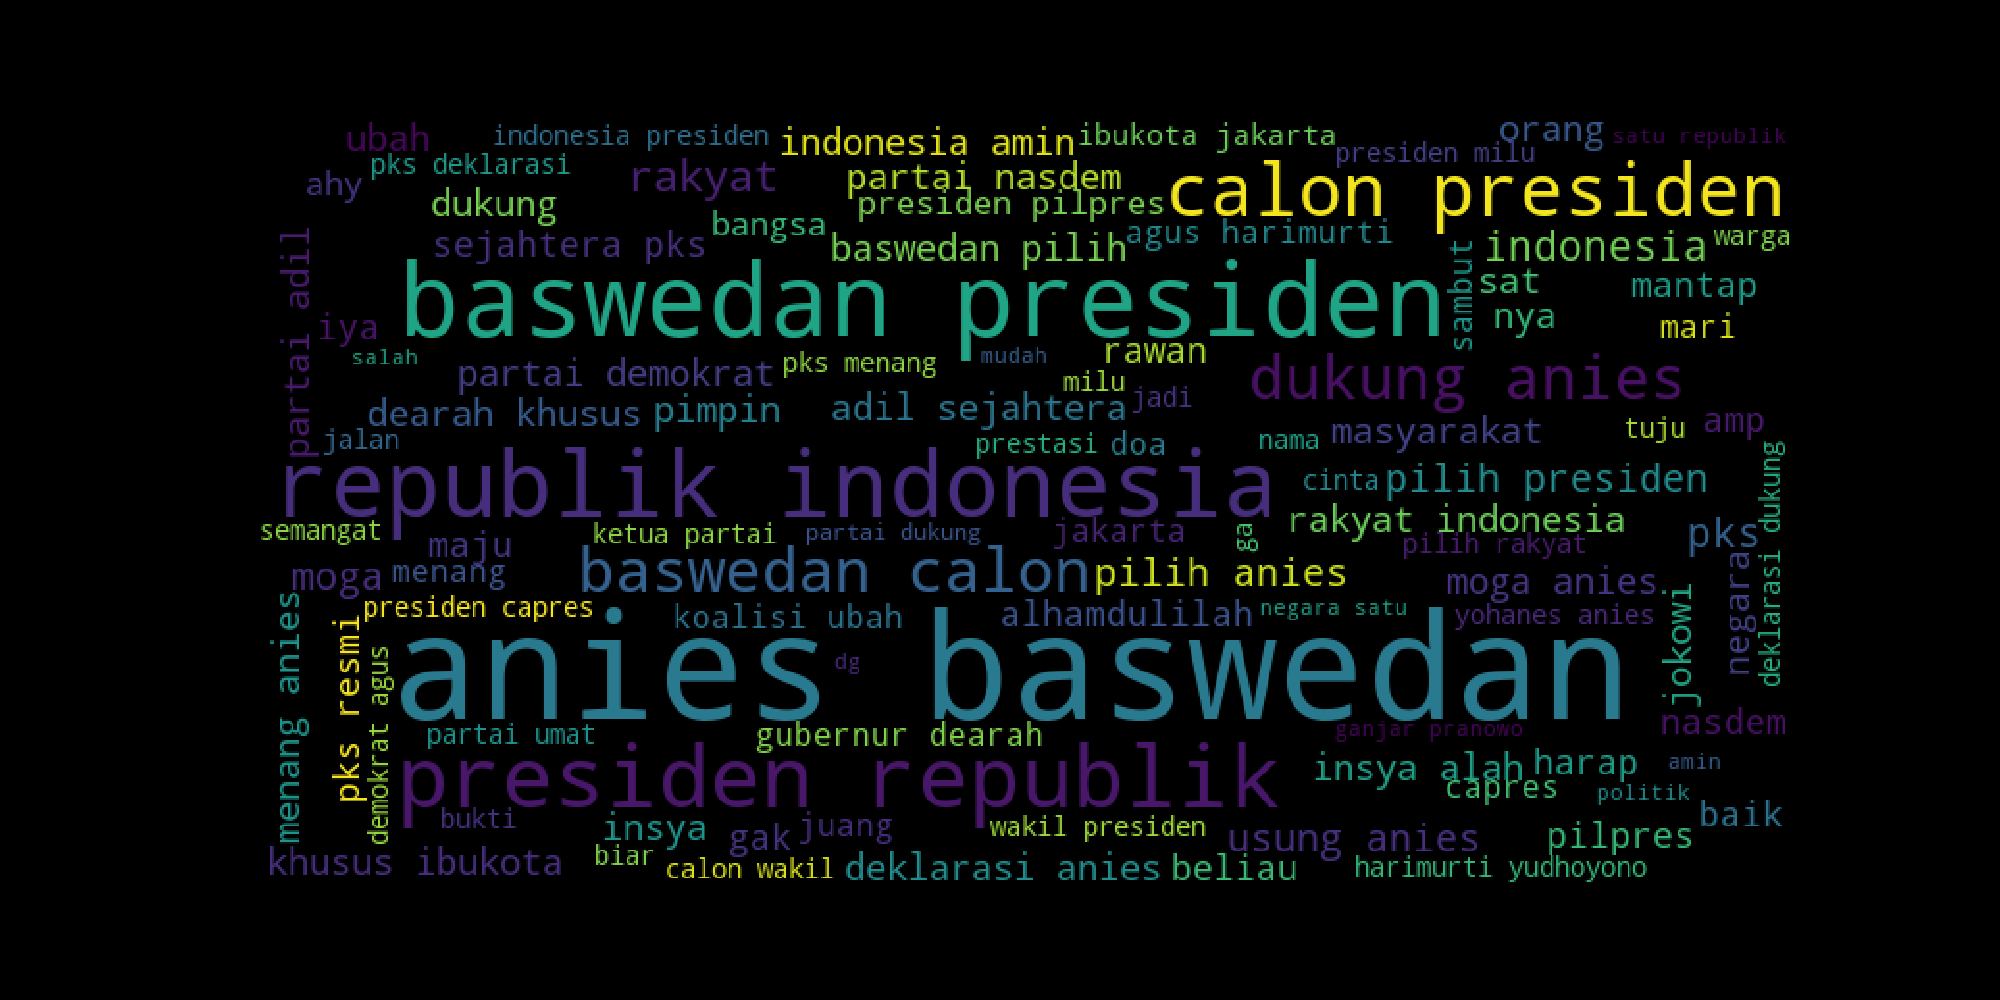 ubah
indonesia presiden
indonesia amin
ibukota jakarta
orang
satu republik
pks deklarasi
presiden milu
ahy
rakyat
partai nasdem
calon presiden
dukung
presiden pilpres
bangsa
sejahtera pks
baswedan pilih
agus harimurti
indonesia
warga
partai adil
baswedan presiden
sambut
sat
mantap
iya
nya
mari
salah
partai demokrat
pks menang
mudah
rawan
dukung anies
milu
jadi
dearah khusus
pimpin
adil sejahtera
amp
jalan
prestasi
doa
nama
masyarakat
tuju
republik indonesia
cinta
pilih presiden
deklarasi dukung
semangat
maju
ketua partai
partai dukung
jakarta
ga
rakyat indonesia
pilih rakyat
pks
moga
menang
baswedan calon
pilih anies
moga anies
negara
menang anies
pks resmi
presiden capres
koalisi ubah
alhamdulilah
negara satu
yohanes anies
jokowi
anies baswedan
dg
demokrat agus
partai umat
gubernur dearah
ganjar pranowo
nasdem
presiden republik
insya alah
harap
amin
capres
politik
bukti
insya
gak
juang
wakil presiden
usung anies
pilpres
baik
khusus ibukota
biar
calon wakil
deklarasi anies
beliau
harimurti yudhoyono